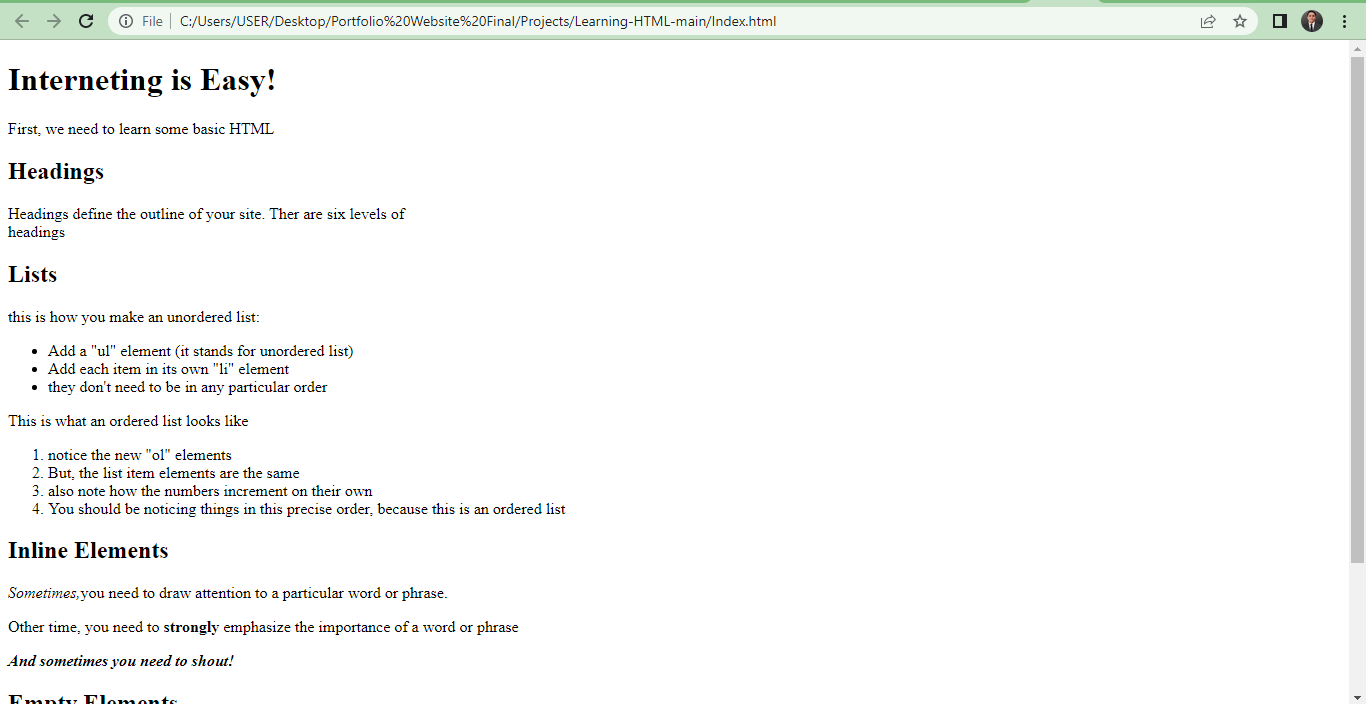 File | C:/Users/USER/Desktop/Portfolio%20Website%20Final/Projects/Learning-HTML-main/Index.html
Interneting is Easy!
First, we need to learn some basic HTML
Headings
Headings define the outline of your site. Ther are six levels of
headings
Lists
this is how you make an unordered list:
• Add a "ul" element (it stands for unordered list)
• Add each item in its own "li" element
• they don't need to be in any particular order
This is what an ordered list looks like
1. notice the new "ol" elements
2. But, the list item elements are the same
3. also note how the numbers increment on their own
4. You should be noticing things in this precise order, because this is an ordered list
Inline Elements
Sometimes,you need to draw attention to a particular word or phrase.
Other time, you need to strongly emphasize the importance of a word or phrase
And sometimes you need to shout!
Empty Elements